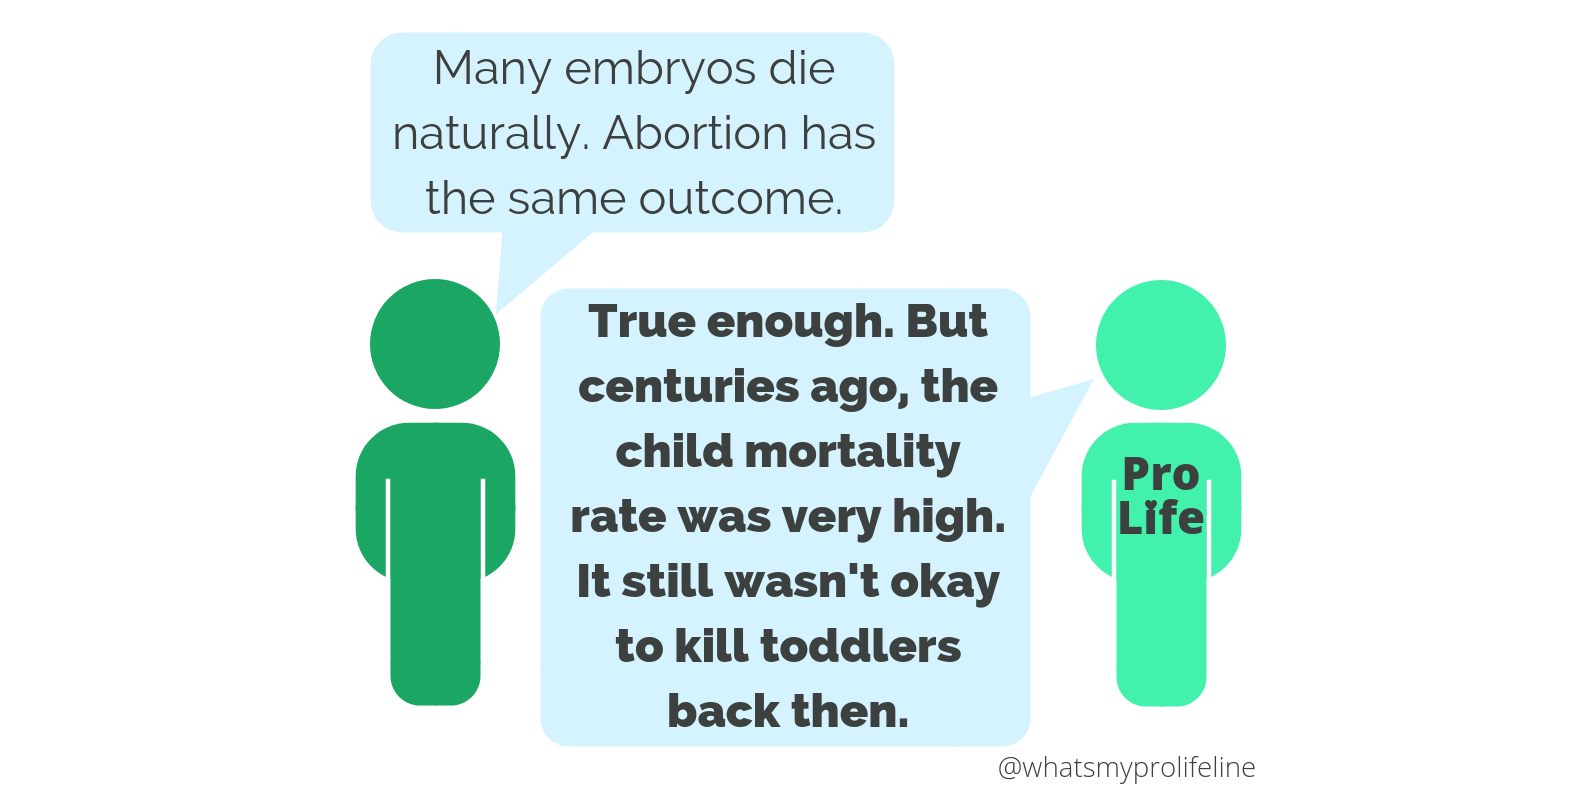 Many embryos die
naturally. Abortion has
the same outcome.
True enough. But
centuries ago, the
child mortality
rate was very high.
It still wasn't okay
to kill toddlers
back then.
Pro
Life
@whatsmyprolifeline